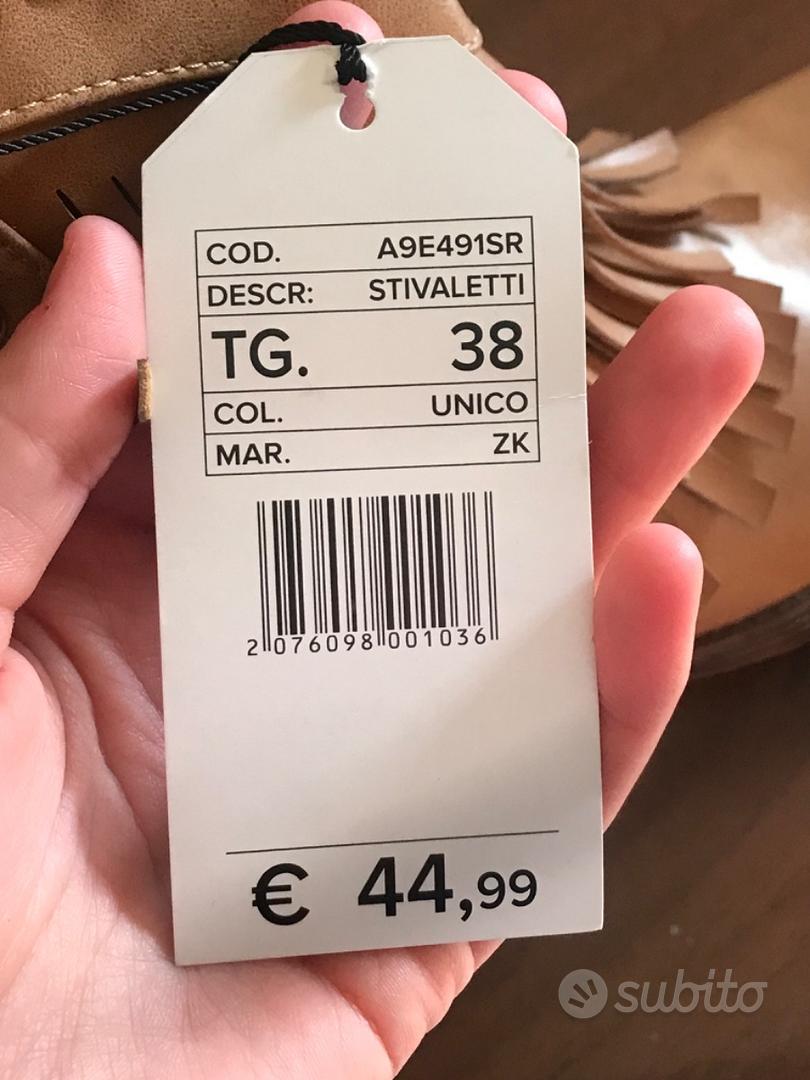 COD. A9E491SR
DESCR: STIVALETTI
TG. 38
COL. UNICO
MAR. ZK
2 076098 001036
€ 44,99
subito